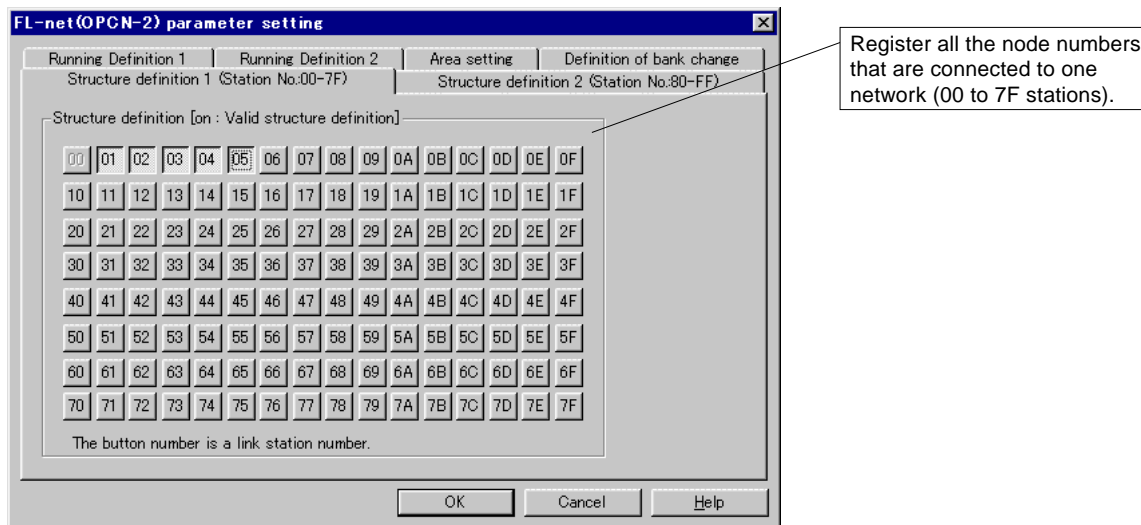 FL-net(OPCN-2) parameter setting
Running Definition 1 Running Definition 2 Area setting Definition of bank change
Structure definition 1 (Station No.:00-7F) Structure definition 2 (Station No.:80-FF)
Structure definition [on : Valid structure definition]
00 01 02 03 04 05 06 07 08 09 0A 0B 0C 0D 0E 0F
10 11 12 13 14 15 16 17 18 19 1A 1B 1C 1D 1E 1F
20 21 22 23 24 25 26 27 28 29 2A 2B 2C 2D 2E 2F
30 31 32 33 34 35 36 37 38 39 3A 3B 3C 3D 3E 3F
40 41 42 43 44 45 46 47 48 49 4A 4B 4C 4D 4E 4F
50 51 52 53 54 55 56 57 58 59 5A 5B 5C 5D 5E 5F
60 61 62 63 64 65 66 67 68 69 6A 6B 6C 6D 6E 6F
70 71 72 73 74 75 76 77 78 79 7A 7B 7C 7D 7E 7F
The button number is a link station number.
OK Cancel Help
Register all the node numbers
that are connected to one
network (00 to 7F stations).